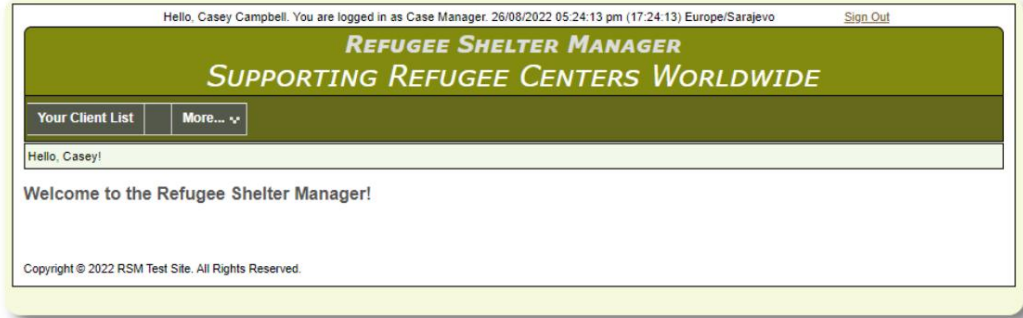 Hello, Casey Campbell. You are logged in as Case Manager. 26/08/2022 05:24:13 pm (17:24:13) Europe/Sarajevo Sign Out
Refugee Shelter Manager
Supporting Refugee Centers Worldwide
Your Client List More...
Hello, Casey!
Welcome to the Refugee Shelter Manager!
Copyright © 2022 RSM Test Site. All Rights Reserved.